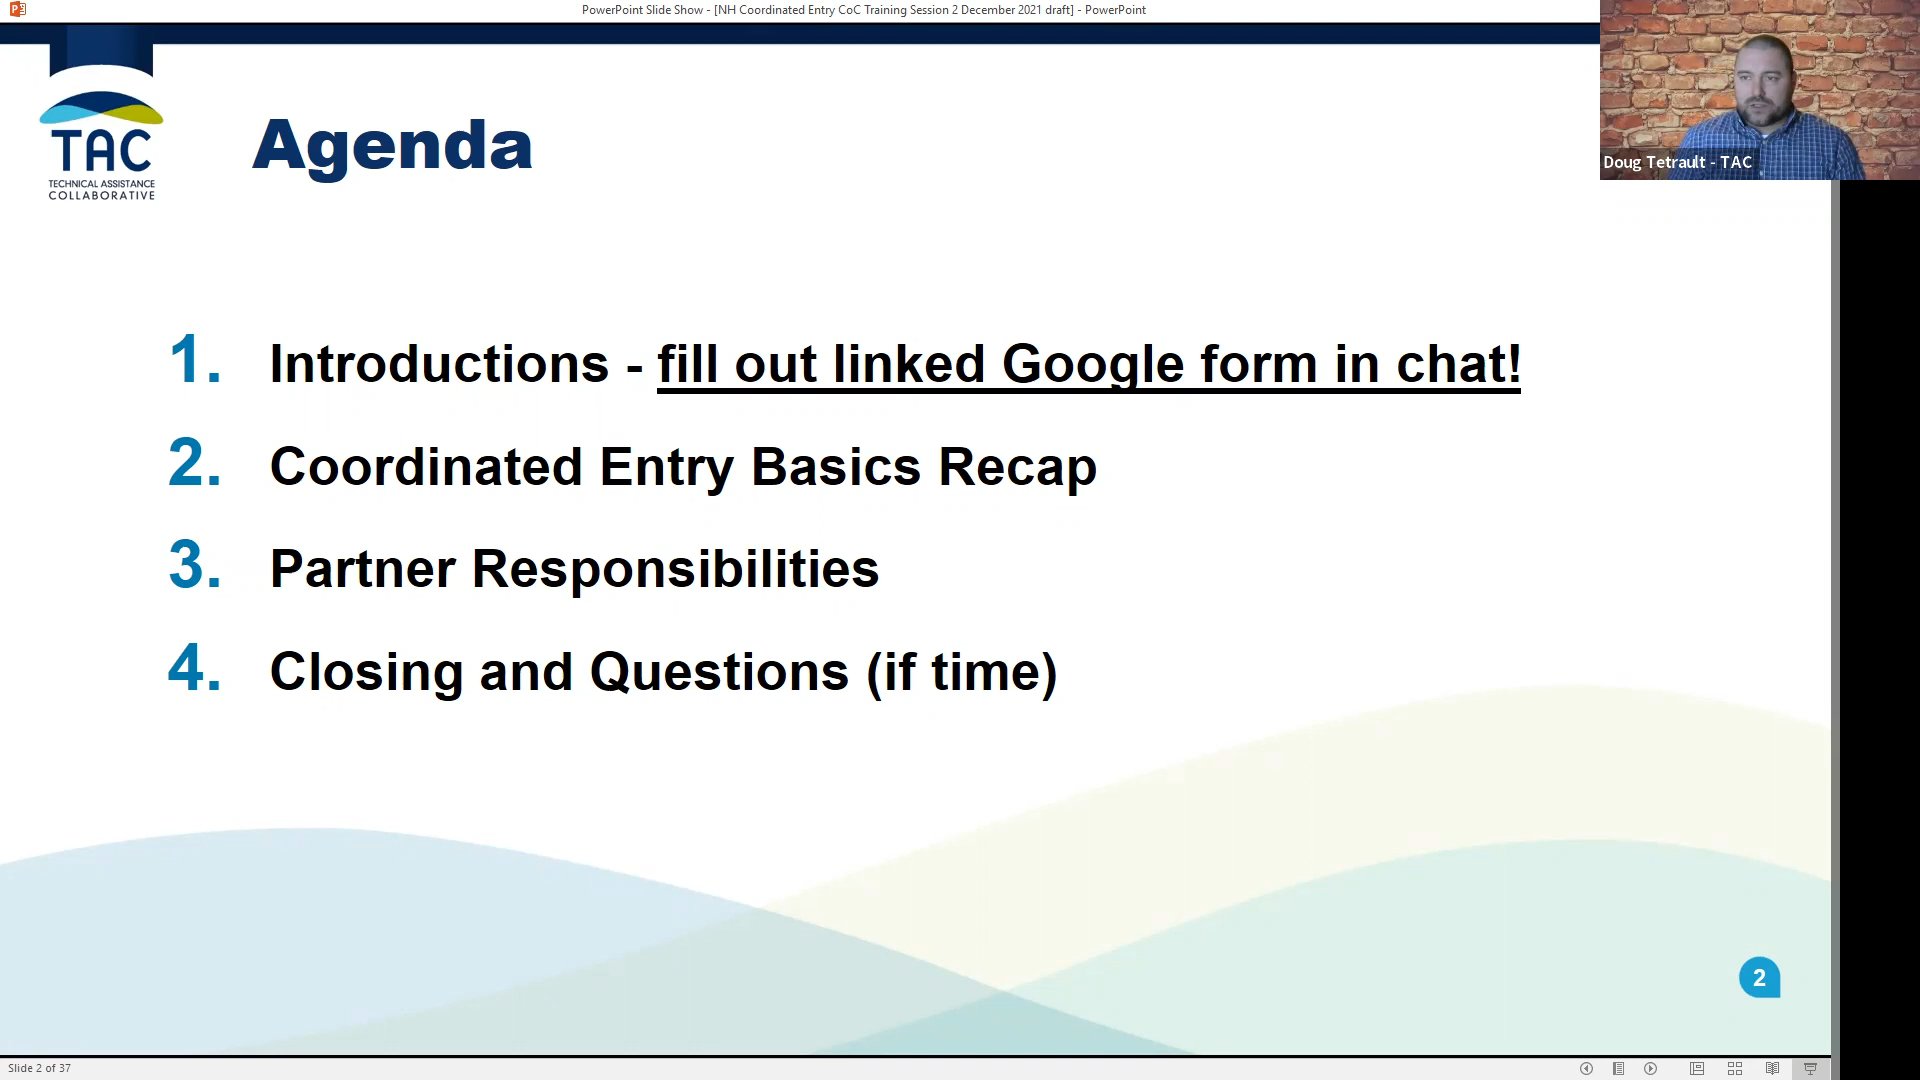 PowerPoint Slide Show - [NH Coordinated Entry CoC Training Session 2 December 2021 draft] - PowerPoint
TAC
TECHNICAL ASSISTANCE
COLLABORATIVE
Agenda
Doug Tetrault - TAC
1. Introductions - fill out linked Google form in chat!
2. Coordinated Entry Basics Recap
3. Partner Responsibilities
4. Closing and Questions (if time)
2
Slide 2 of 37